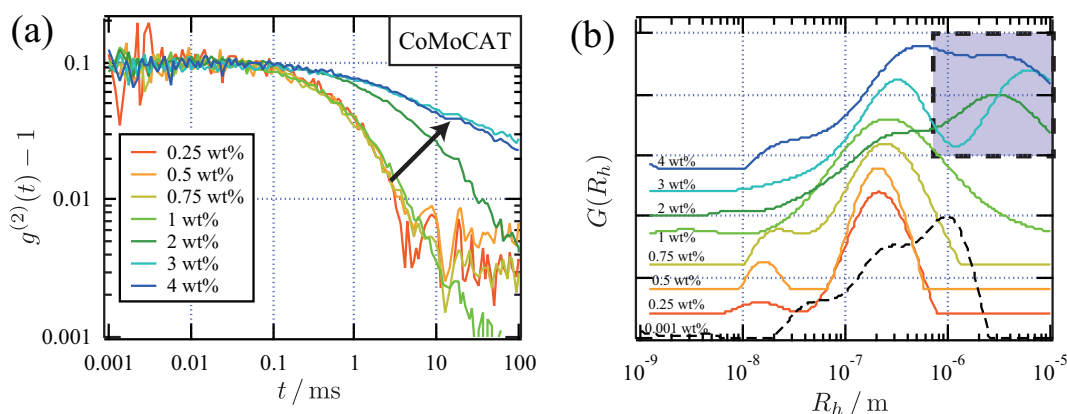 (a)
CoMoCAT
0.1
0.01
0.001
g⁽²⁾(t) − 1
0.25 wt%
0.5 wt%
0.75 wt%
1 wt%
2 wt%
3 wt%
4 wt%
0.001
0.01
0.1
1
10
100
t / ms
(b)
G(R_h)
4 wt%
3 wt%
2 wt%
1 wt%
0.75 wt%
0.5 wt%
0.25 wt%
0.001 wt%
10⁻⁹
10⁻⁸
10⁻⁷
10⁻⁶
10⁻⁵
R_h / m